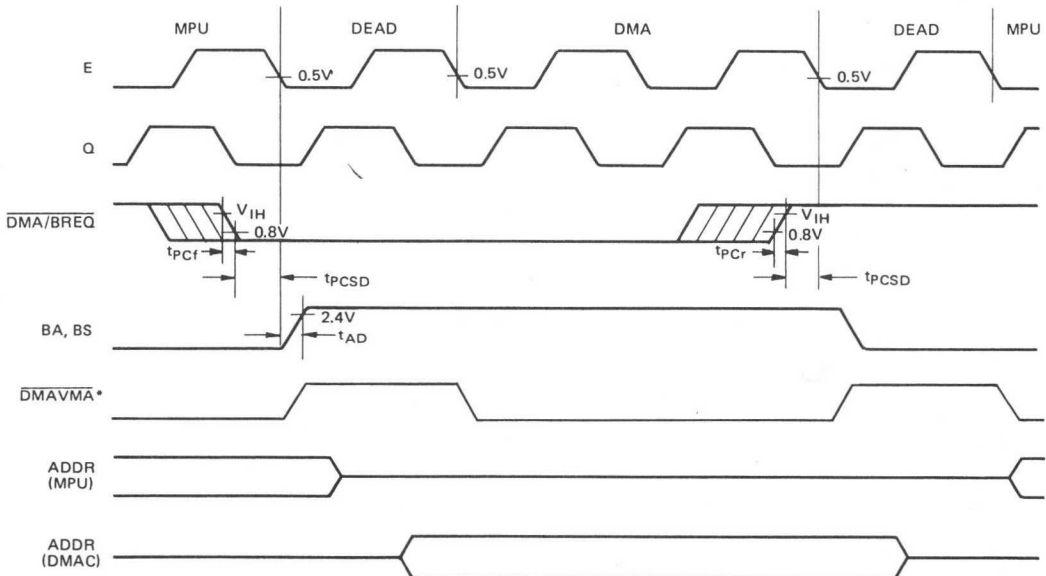 MPU DEAD DMA DEAD MPU
E 0.5V 0.5V 0.5V
Q
DMA/BREQ VIH VIH
0.8V 0.8V
tPCf tPCr
tPCSD tPCSD
BA, BS 2.4V
tAD
DMAVMA*
ADDR
(MPU)
ADDR
(DMAC)